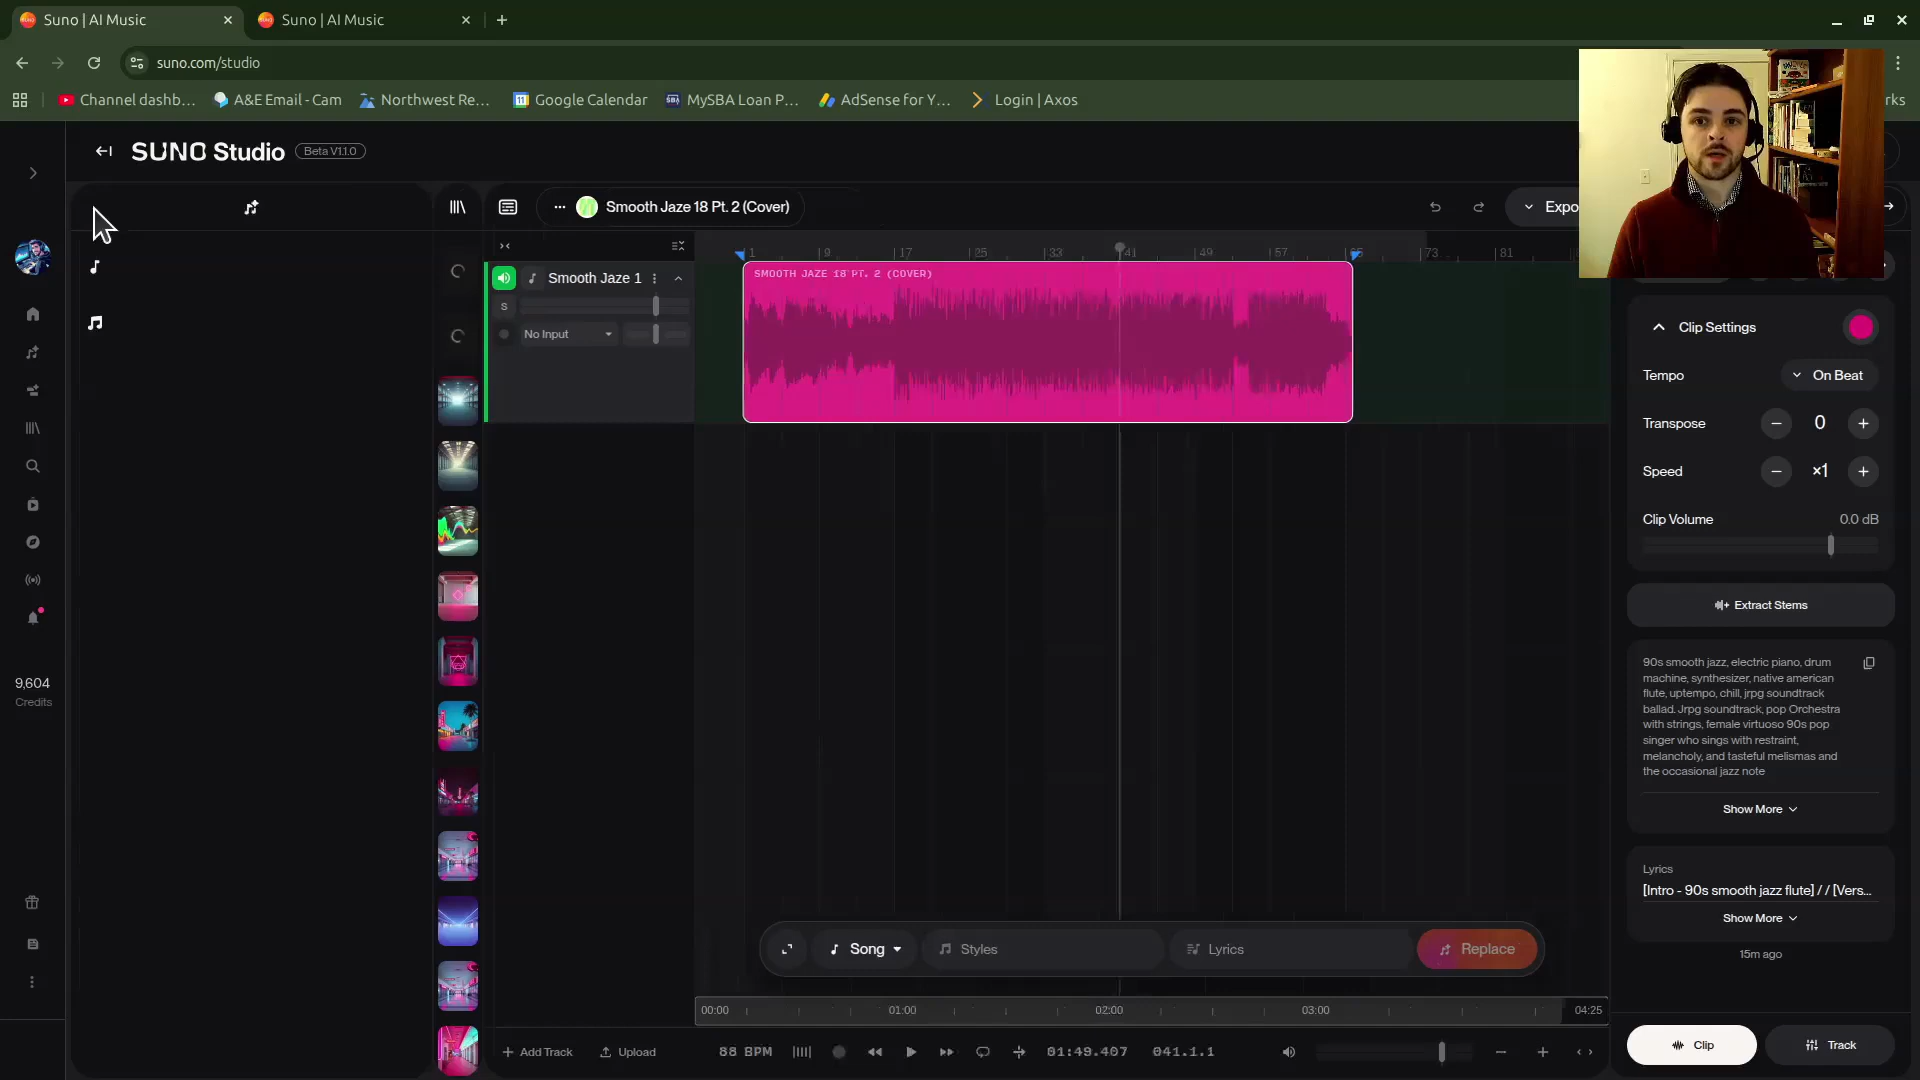 Suno | AI Music
Suno | AI Music
suno.com/studio
Channel dashb...
A&E Email - Cam
Northwest Re...
Google Calendar
MySBA Loan P...
AdSense for Y...
Login | Axos
rks
SUNO Studio
Beta V1.1.0
Smooth Jaze 18 Pt. 2 (Cover)
Expo
1 9 17 25 33 41 49 57 65 73 81
Smooth Jaze 1
SMOOTH JAZE 18 PT. 2 (COVER)
S
No Input
Clip Settings
Tempo
On Beat
Transpose
0
Speed
×1
Clip Volume
0.0 dB
Extract Stems
90s smooth jazz, electric piano, drum
machine, synthesizer, native american
flute, uptempo, chill, jrpg soundtrack
ballad. Jrpg soundtrack, pop Orchestra
with strings, female virtuoso 90s pop
singer who sings with restraint,
melancholy, and tasteful melismas and
the occasional jazz note
Show More
Lyrics
[Intro - 90s smooth jazz flute] / / [Vers...
Show More
15m ago
9,604
Credits
Song
Styles
Lyrics
Replace
00:00
01:00
02:00
03:00
04:25
Add Track
Upload
88 BPM
01:49.407
041.1.1
Clip
Track